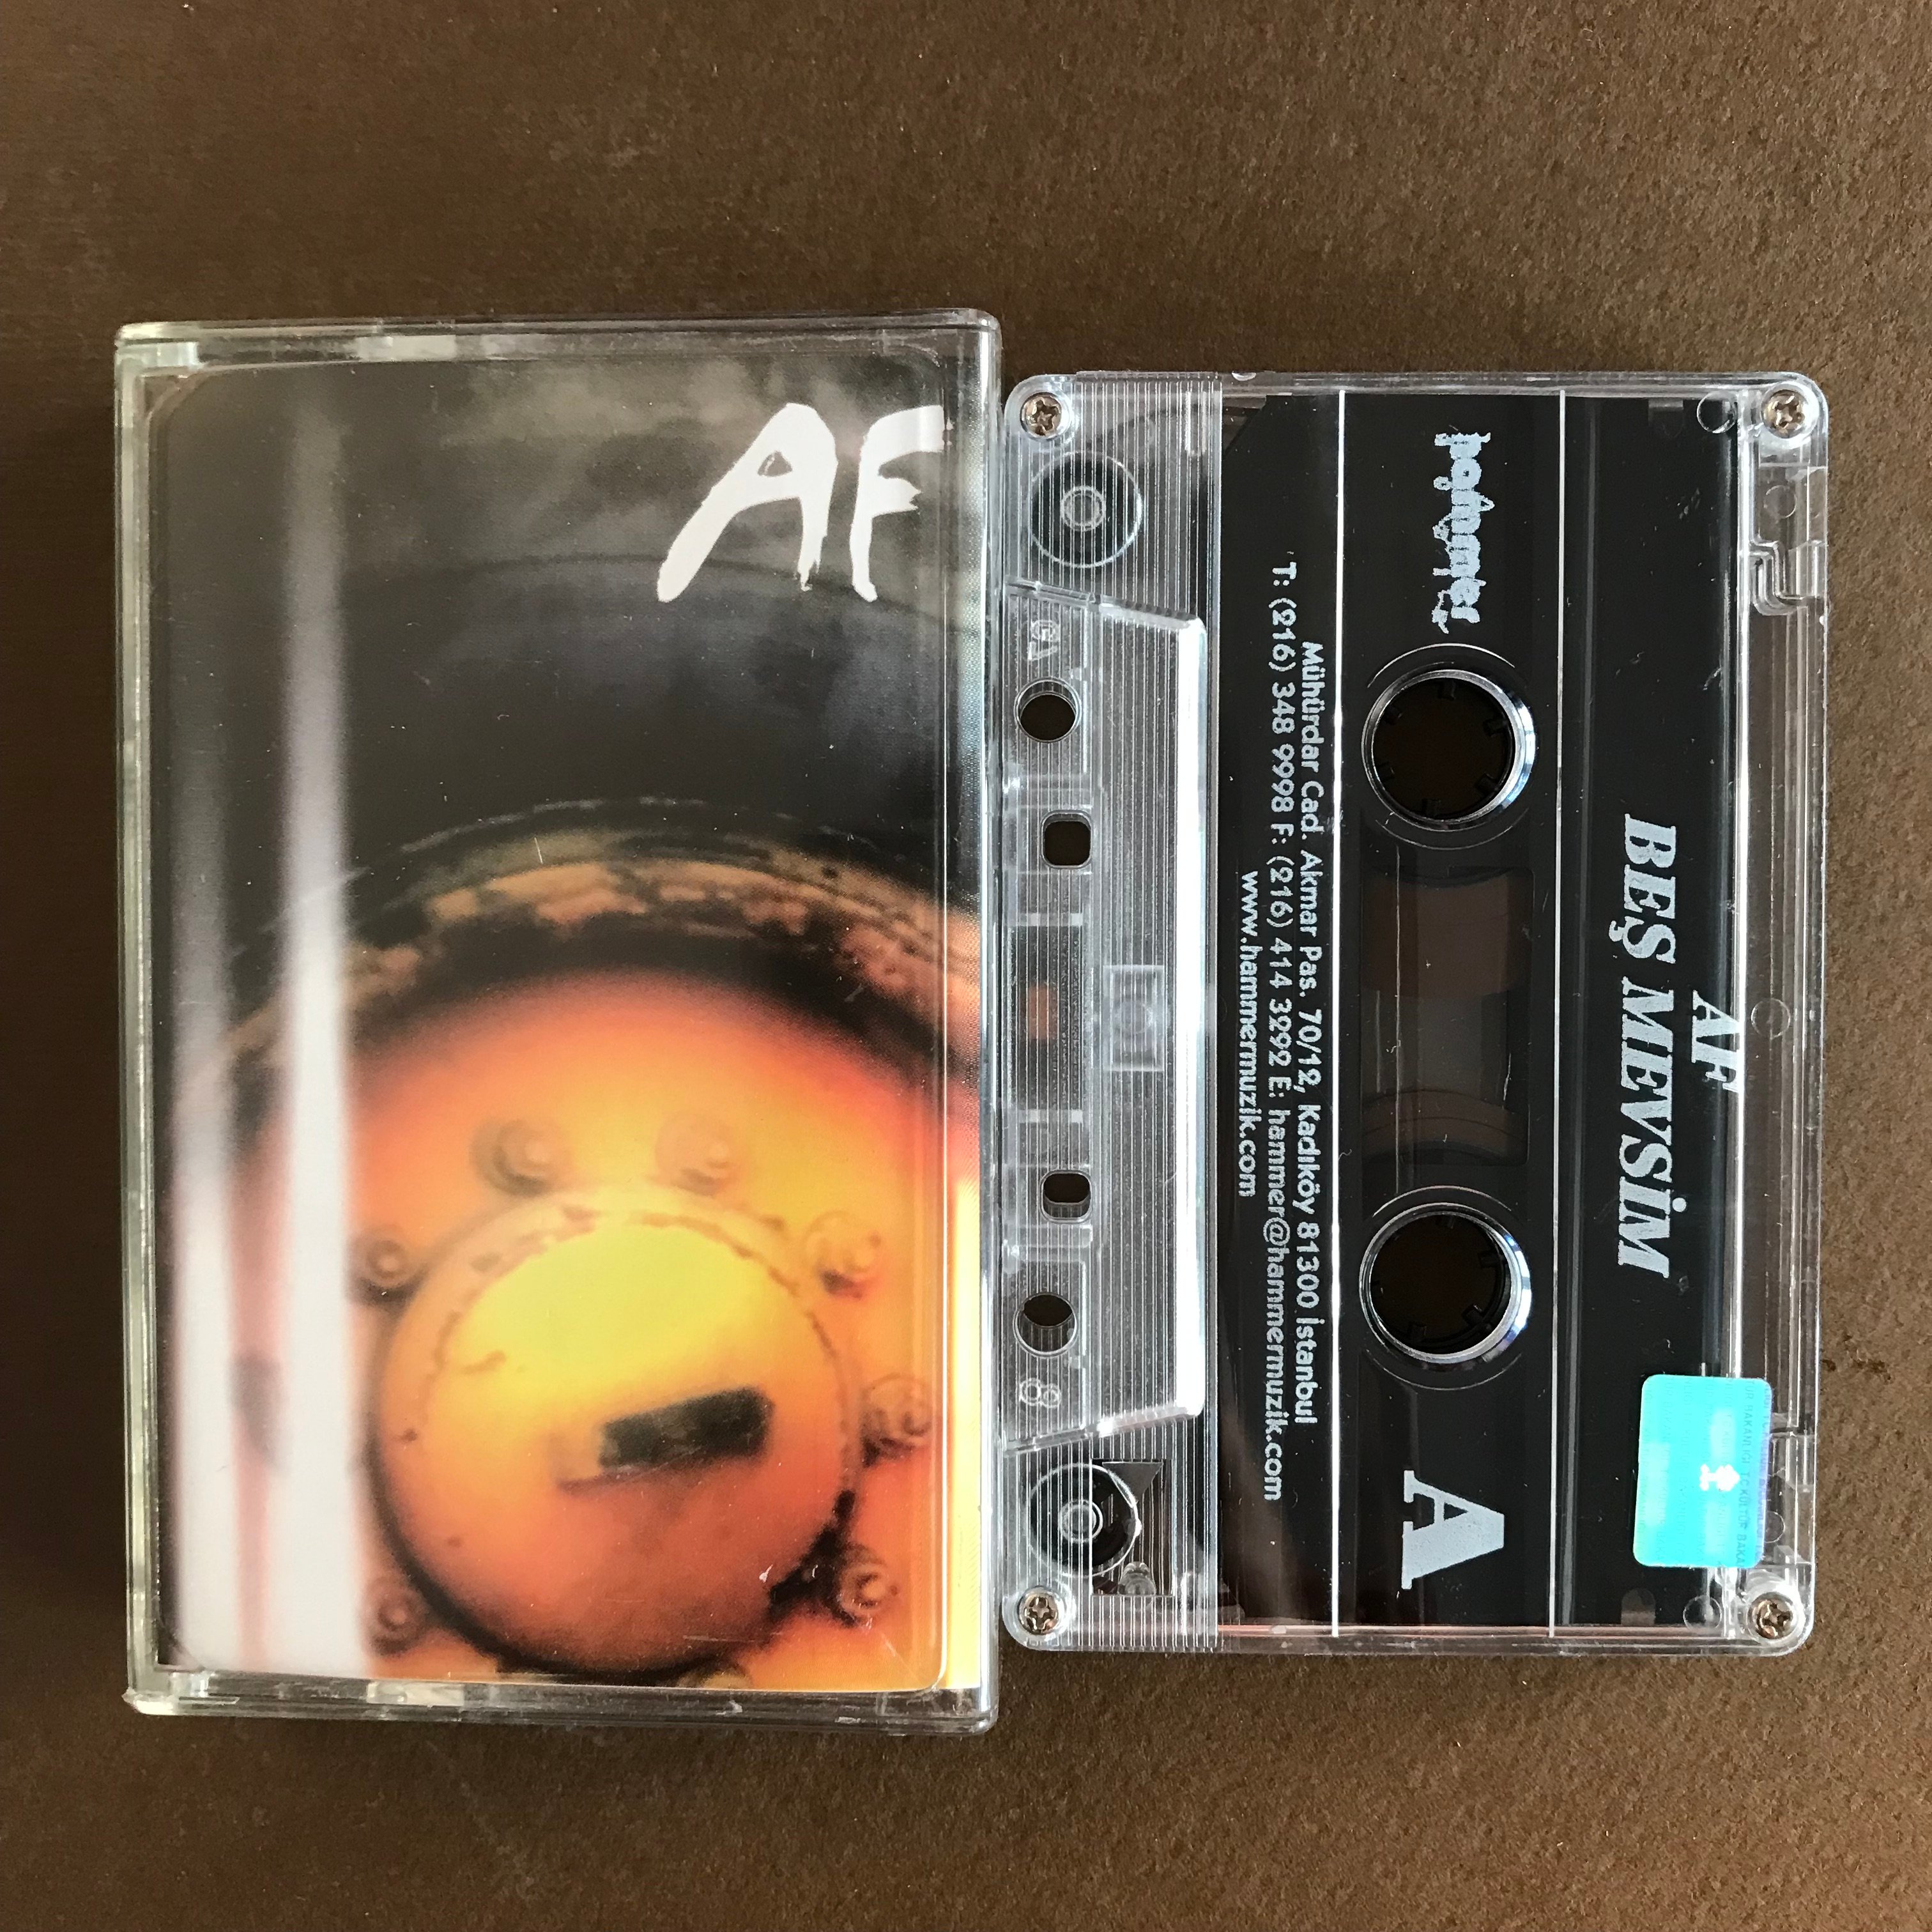 AF
AF
BEŞ MEVSİM
hammer
A
Mühürdar Cad. Akmar Pas. 70/12, Kadıköy 81300 İstanbul
T: (216) 348 9998 F: (216) 414 3292 E: hammer@hammermuzik.com
www.hammermuzik.com